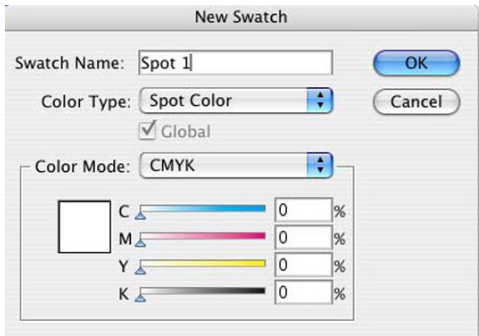 New Swatch
Swatch Name: Spot 1 OK
Color Type: Spot Color Cancel
Global
Color Mode: CMYK
C 0 %
M 0 %
Y 0 %
K 0 %